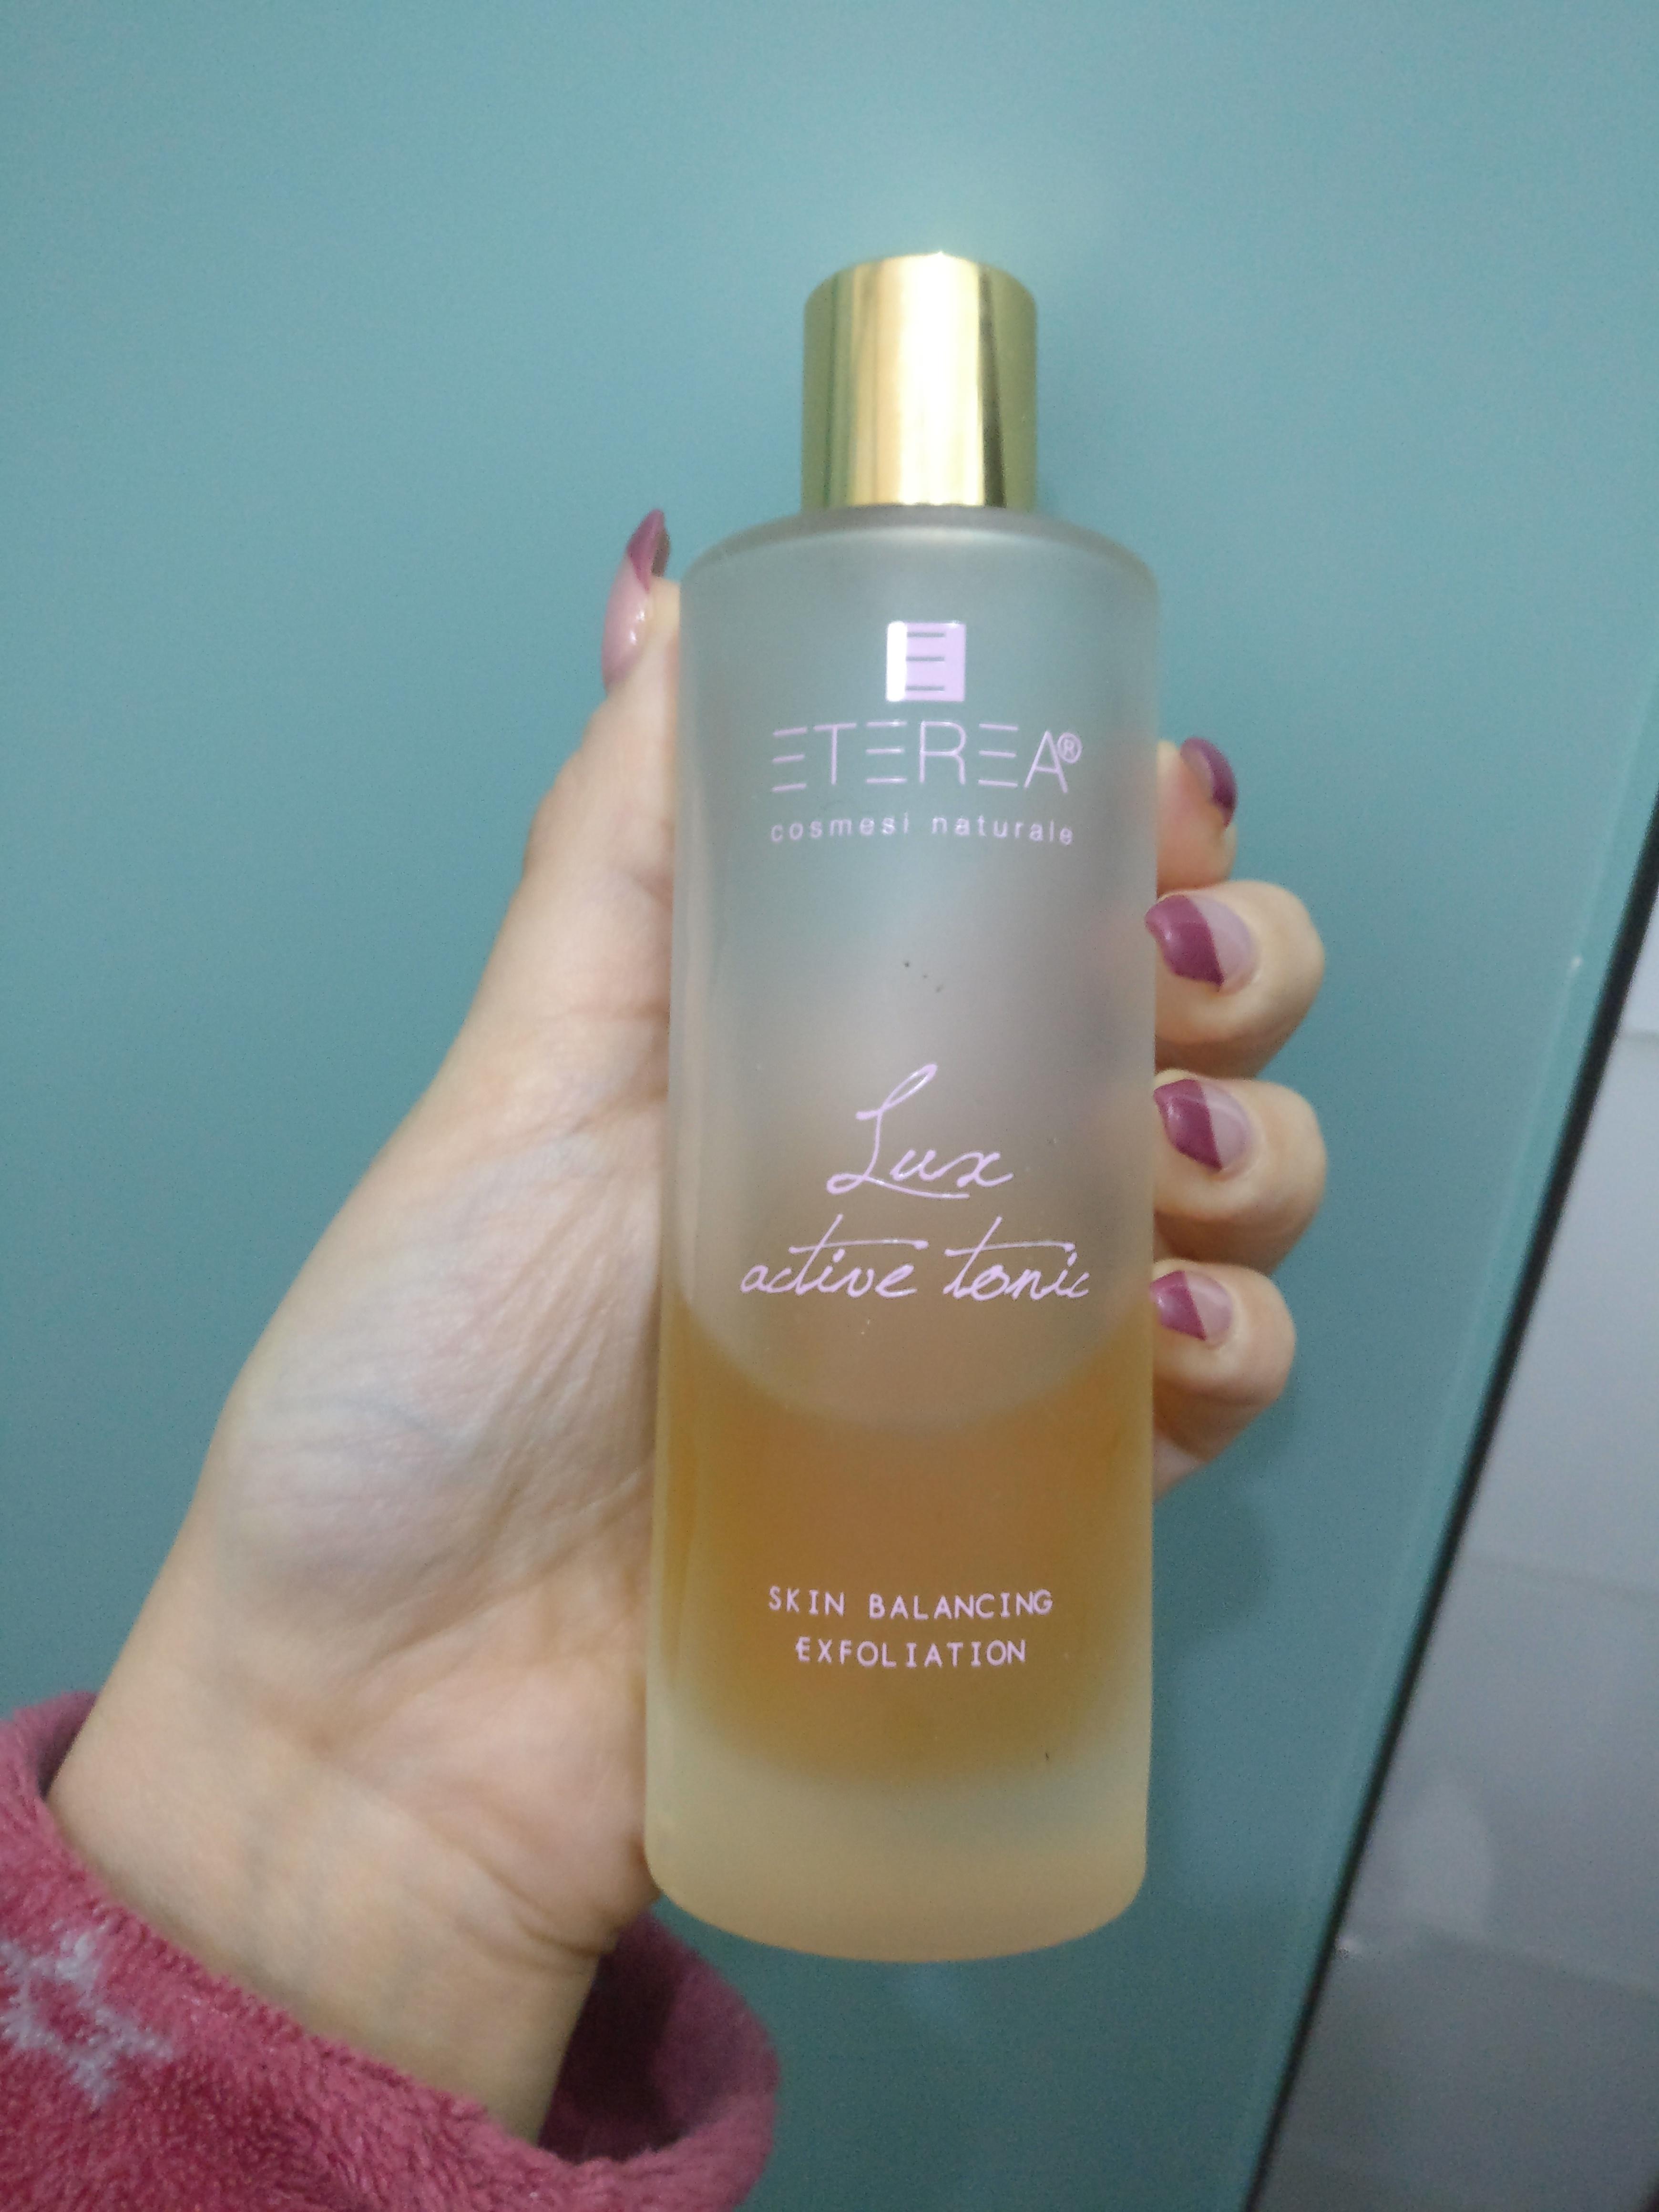 E
ETEREA®
cosmesi naturale
Lux
active tonic
SKIN BALANCING
EXFOLIATION